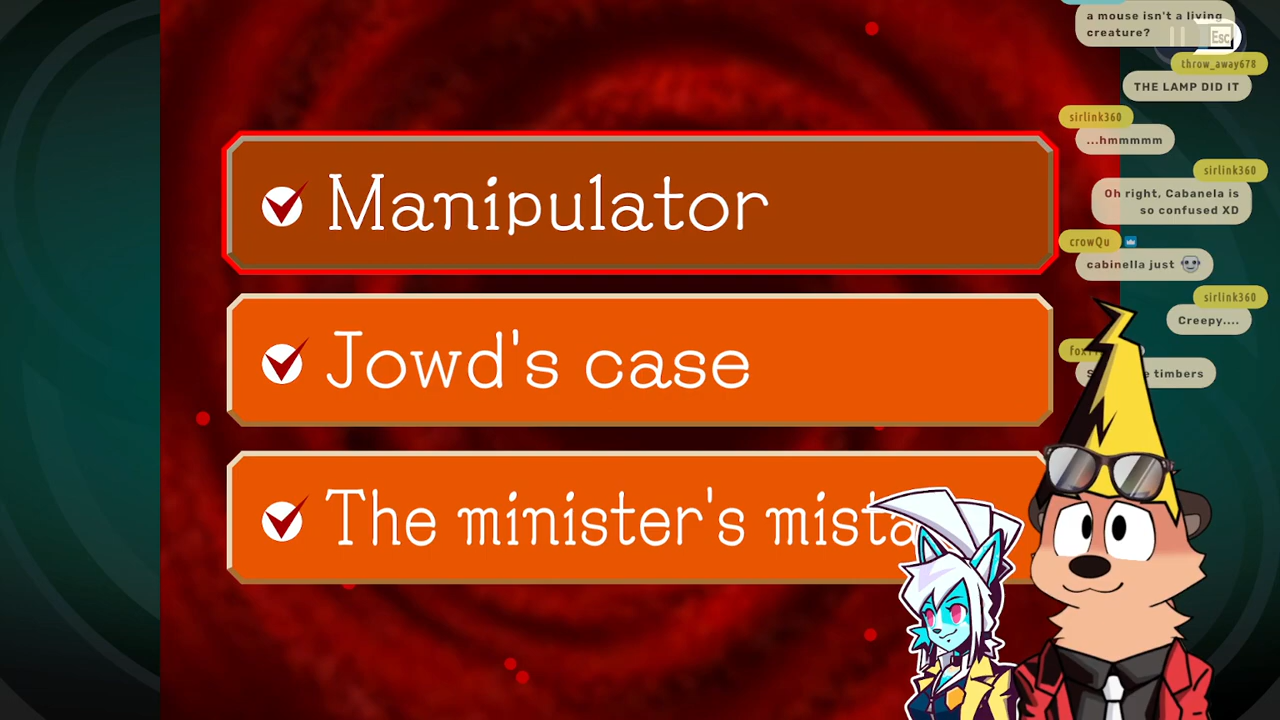 Manipulator
Jowd's case
The minister's
a mouse isn't a living
creature?
Esc
throw_away678
THE LAMP DID IT
sirlink360
...hmmmmm
sirlink360
Oh right, Cabanela is
so confused XD
crowQu
cabinella just
sirlink360
Creepy....
timbers